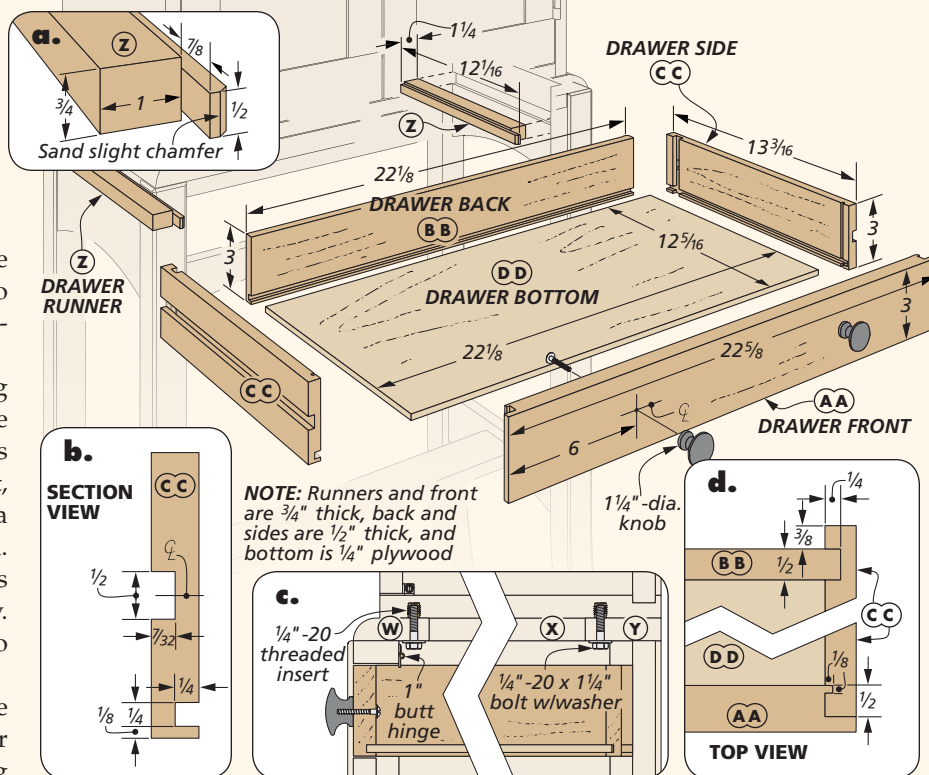 a.
Z
7/8
3/4
1
1/2
Sand slight chamfer
1 1/4
12 1/16
Z
DRAWER SIDE
CC
13 3/16
3
22 1/8
DRAWER BACK
BB
3
12 5/16
DD
DRAWER BOTTOM
22 1/8
Z
DRAWER
RUNNER
CC
3
22 5/8
6
℄
AA
DRAWER FRONT
1 1/4"-dia.
knob
NOTE: Runners and front
are 3/4" thick, back and
sides are 1/2" thick, and
bottom is 1/4" plywood
b.
SECTION
VIEW
CC
℄
1/2
7/32
1/4
1/8
1/4
c.
W
X
Y
1/4"-20
threaded
insert
1"
butt
hinge
1/4"-20 x 1 1/4"
bolt w/washer
d.
1/4
3/8
BB
1/2
CC
DD
1/8
1/2
AA
TOP VIEW